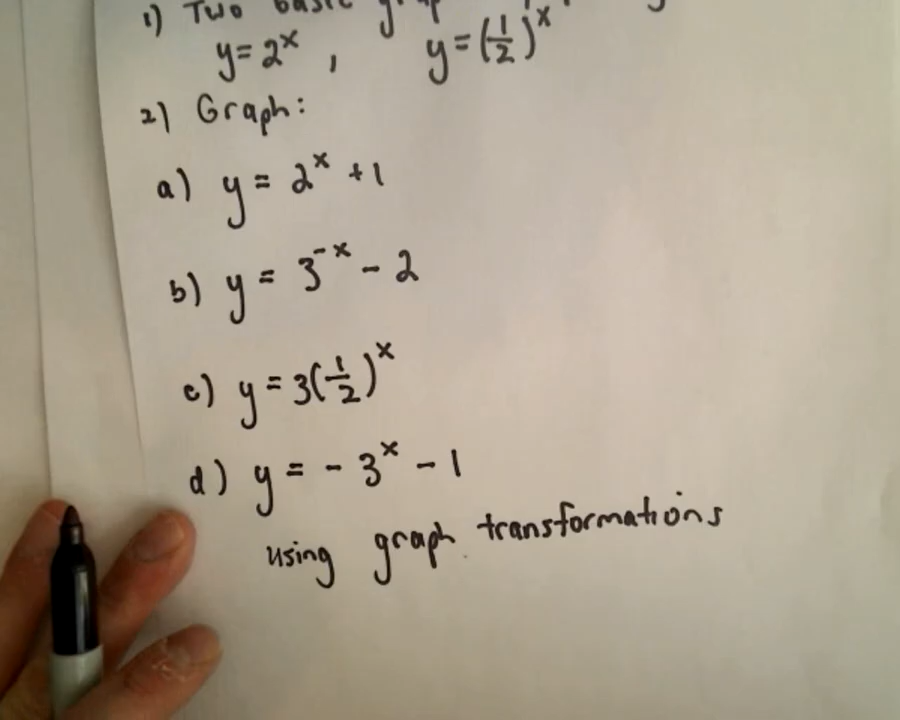 1) Two basic
y = 2^x , y = (1/2)^x
2) Graph:
a) y = 2^x + 1
b) y = 3^-x - 2
c) y = 3(1/2)^x
d) y = - 3^x - 1
using graph transformations